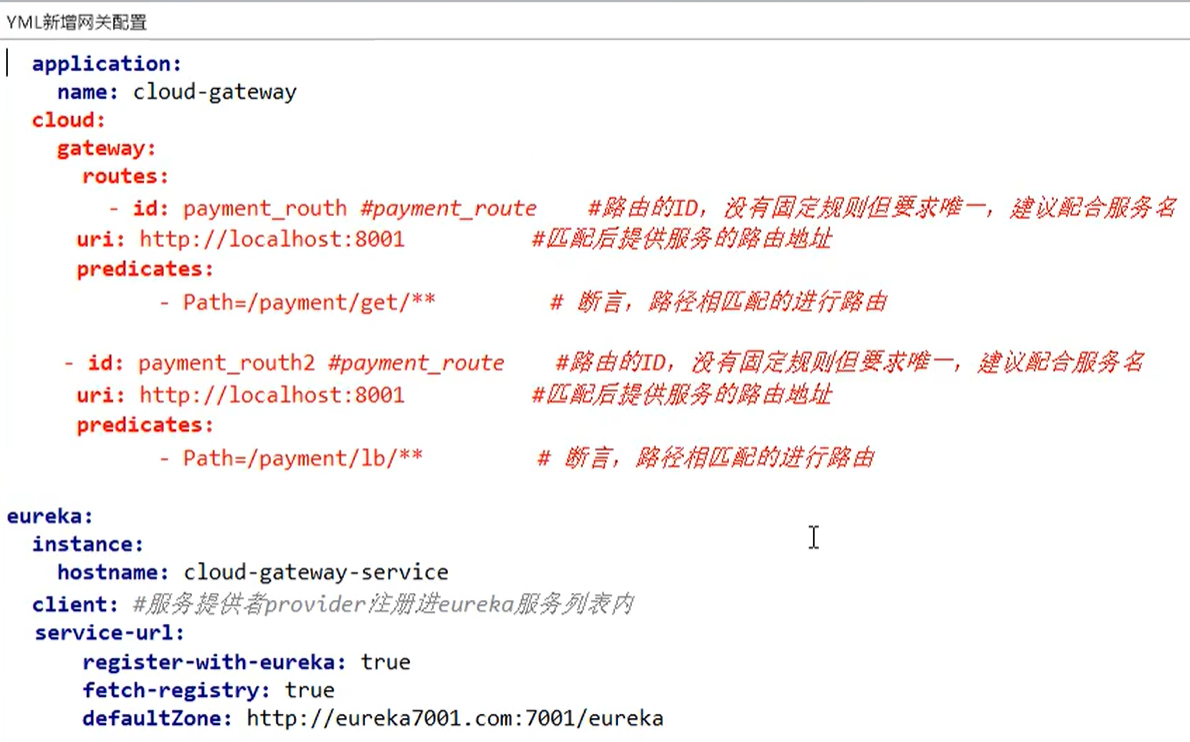 YML新增网关配置
application:
name: cloud-gateway
cloud:
gateway:
routes:
- id: payment_routh #payment_route #路由的ID，没有固定规则但要求唯一，建议配合服务名
uri: http://localhost:8001 #匹配后提供服务的路由地址
predicates:
- Path=/payment/get/** # 断言，路径相匹配的进行路由
- id: payment_routh2 #payment_route #路由的ID，没有固定规则但要求唯一，建议配合服务名
uri: http://localhost:8001 #匹配后提供服务的路由地址
predicates:
- Path=/payment/lb/** # 断言，路径相匹配的进行路由
eureka:
instance:
hostname: cloud-gateway-service
client: #服务提供者provider注册进eureka服务列表内
service-url:
register-with-eureka: true
fetch-registry: true
defaultZone: http://eureka7001.com:7001/eureka